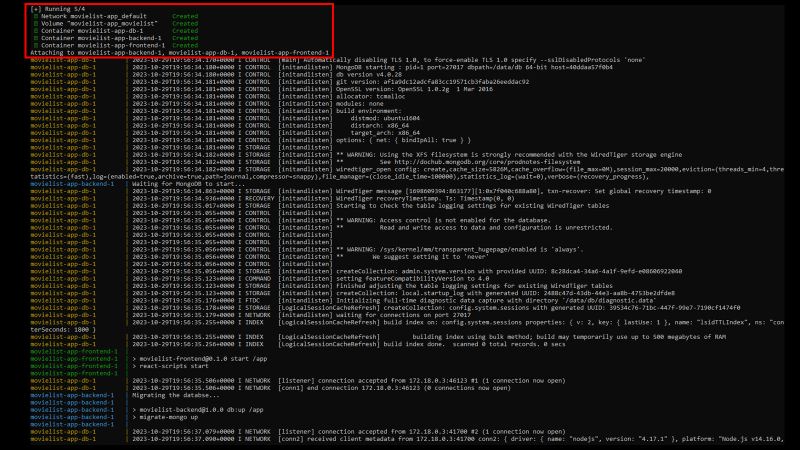 [+] Running 5/4
Network movielist-app_default Created
Volume "movielist-app_movielist" Created
Container movielist-app-db-1 Created
Container movielist-app-backend-1 Created
Container movielist-app-frontend-1 Created
Attaching to movielist-app-backend-1, movielist-app-db-1, movielist-app-frontend-1
movielist-app-db-1 | 2023-10-29T19:56:34.170+0000 I CONTROL [main] Automatically disabling TLS 1.0, to force-enable TLS 1.0 specify --sslDisabledProtocols 'none'
movielist-app-db-1 | 2023-10-29T19:56:34.180+0000 I CONTROL [initandlisten] MongoDB starting : pid=1 port=27017 dbpath=/data/db 64-bit host=40ddaa57f0b4
movielist-app-db-1 | 2023-10-29T19:56:34.181+0000 I CONTROL [initandlisten] db version v4.0.28
movielist-app-db-1 | 2023-10-29T19:56:34.181+0000 I CONTROL [initandlisten] git version: af1a9dc12adcfa83cc19571cb3faba26eeddac92
movielist-app-db-1 | 2023-10-29T19:56:34.181+0000 I CONTROL [initandlisten] OpenSSL version: OpenSSL 1.0.2g 1 Mar 2016
movielist-app-db-1 | 2023-10-29T19:56:34.181+0000 I CONTROL [initandlisten] allocator: tcmalloc
movielist-app-db-1 | 2023-10-29T19:56:34.181+0000 I CONTROL [initandlisten] modules: none
movielist-app-db-1 | 2023-10-29T19:56:34.181+0000 I CONTROL [initandlisten] build environment:
movielist-app-db-1 | 2023-10-29T19:56:34.181+0000 I CONTROL [initandlisten] distmod: ubuntu1604
movielist-app-db-1 | 2023-10-29T19:56:34.181+0000 I CONTROL [initandlisten] distarch: x86_64
movielist-app-db-1 | 2023-10-29T19:56:34.181+0000 I CONTROL [initandlisten] target_arch: x86_64
movielist-app-db-1 | 2023-10-29T19:56:34.181+0000 I CONTROL [initandlisten] options: { net: { bindIpAll: true } }
movielist-app-db-1 | 2023-10-29T19:56:34.182+0000 I STORAGE [initandlisten]
movielist-app-db-1 | 2023-10-29T19:56:34.182+0000 I STORAGE [initandlisten] ** WARNING: Using the XFS filesystem is strongly recommended with the WiredTiger storage engine
movielist-app-db-1 | 2023-10-29T19:56:34.182+0000 I STORAGE [initandlisten] ** See http://dochub.mongodb.org/core/prodnotes-filesystem
movielist-app-db-1 | 2023-10-29T19:56:34.182+0000 I STORAGE [initandlisten] wiredtiger_open config: create,cache_size=5826M,cache_overflow=(file_max=0M),session_max=20000,eviction=(threads_min=4,thre
tatistics=(fast),log=(enabled=true,archive=true,path=journal,compressor=snappy),file_manager=(close_idle_time=100000),statistics_log=(wait=0),verbose=(recovery_progress),
movielist-app-backend-1 | Waiting for MongoDB to start...
movielist-app-db-1 | 2023-10-29T19:56:34.863+0000 I STORAGE [initandlisten] WiredTiger message [1698609394:863177][1:0x7f040c688a80], txn-recover: Set global recovery timestamp: 0
movielist-app-db-1 | 2023-10-29T19:56:34.936+0000 I RECOVERY [initandlisten] WiredTiger recoveryTimestamp. Ts: Timestamp(0, 0)
movielist-app-db-1 | 2023-10-29T19:56:35.017+0000 I STORAGE [initandlisten] Starting to check the table logging settings for existing WiredTiger tables
movielist-app-db-1 | 2023-10-29T19:56:35.055+0000 I CONTROL [initandlisten]
movielist-app-db-1 | 2023-10-29T19:56:35.055+0000 I CONTROL [initandlisten] ** WARNING: Access control is not enabled for the database.
movielist-app-db-1 | 2023-10-29T19:56:35.055+0000 I CONTROL [initandlisten] ** Read and write access to data and configuration is unrestricted.
movielist-app-db-1 | 2023-10-29T19:56:35.055+0000 I CONTROL [initandlisten]
movielist-app-db-1 | 2023-10-29T19:56:35.056+0000 I CONTROL [initandlisten]
movielist-app-db-1 | 2023-10-29T19:56:35.056+0000 I CONTROL [initandlisten] ** WARNING: /sys/kernel/mm/transparent_hugepage/enabled is 'always'.
movielist-app-db-1 | 2023-10-29T19:56:35.056+0000 I CONTROL [initandlisten] ** We suggest setting it to 'never'
movielist-app-db-1 | 2023-10-29T19:56:35.056+0000 I CONTROL [initandlisten]
movielist-app-db-1 | 2023-10-29T19:56:35.056+0000 I STORAGE [initandlisten] createCollection: admin.system.version with provided UUID: 8c28dca4-34a6-4a1f-9efd-e08606922040
movielist-app-db-1 | 2023-10-29T19:56:35.123+0000 I COMMAND [initandlisten] setting featureCompatibilityVersion to 4.0
movielist-app-db-1 | 2023-10-29T19:56:35.123+0000 I STORAGE [initandlisten] Finished adjusting the table logging settings for existing WiredTiger tables
movielist-app-db-1 | 2023-10-29T19:56:35.123+0000 I STORAGE [initandlisten] createCollection: local.startup_log with generated UUID: 2488c47d-43db-44e3-aa8b-4753be2dfde8
movielist-app-db-1 | 2023-10-29T19:56:35.176+0000 I FTDC [initandlisten] Initializing full-time diagnostic data capture with directory '/data/db/diagnostic.data'
movielist-app-db-1 | 2023-10-29T19:56:35.178+0000 I STORAGE [LogicalSessionCacheRefresh] createCollection: config.system.sessions with generated UUID: 39534c76-71bc-447f-99e7-7190cf1474f0
movielist-app-db-1 | 2023-10-29T19:56:35.179+0000 I NETWORK [initandlisten] waiting for connections on port 27017
movielist-app-db-1 | 2023-10-29T19:56:35.255+0000 I INDEX [LogicalSessionCacheRefresh] build index on: config.system.sessions properties: { v: 2, key: { lastUse: 1 }, name: "lsidTTLIndex", ns: "con
terSeconds: 1800 }
movielist-app-db-1 | 2023-10-29T19:56:35.255+0000 I INDEX [LogicalSessionCacheRefresh] building index using bulk method; build may temporarily use up to 500 megabytes of RAM
movielist-app-db-1 | 2023-10-29T19:56:35.256+0000 I INDEX [LogicalSessionCacheRefresh] build index done. scanned 0 total records. 0 secs
movielist-app-frontend-1 |
movielist-app-frontend-1 | > movielist-frontend@0.1.0 start /app
movielist-app-frontend-1 | > react-scripts start
movielist-app-frontend-1 |
movielist-app-db-1 | 2023-10-29T19:56:35.506+0000 I NETWORK [listener] connection accepted from 172.18.0.3:46123 #1 (1 connection now open)
movielist-app-db-1 | 2023-10-29T19:56:35.506+0000 I NETWORK [conn1] end connection 172.18.0.3:46123 (0 connections now open)
movielist-app-backend-1 | Migrating the databse...
movielist-app-backend-1 |
movielist-app-backend-1 | > movielist-backend@1.0.0 db:up /app
movielist-app-backend-1 | > migrate-mongo up
movielist-app-backend-1 |
movielist-app-db-1 | 2023-10-29T19:56:37.079+0000 I NETWORK [listener] connection accepted from 172.18.0.3:41700 #2 (1 connection now open)
movielist-app-db-1 | 2023-10-29T19:56:37.090+0000 I NETWORK [conn2] received client metadata from 172.18.0.3:41700 conn2: { driver: { name: "nodejs", version: "4.17.1" }, platform: "Node.js v14.16.0,